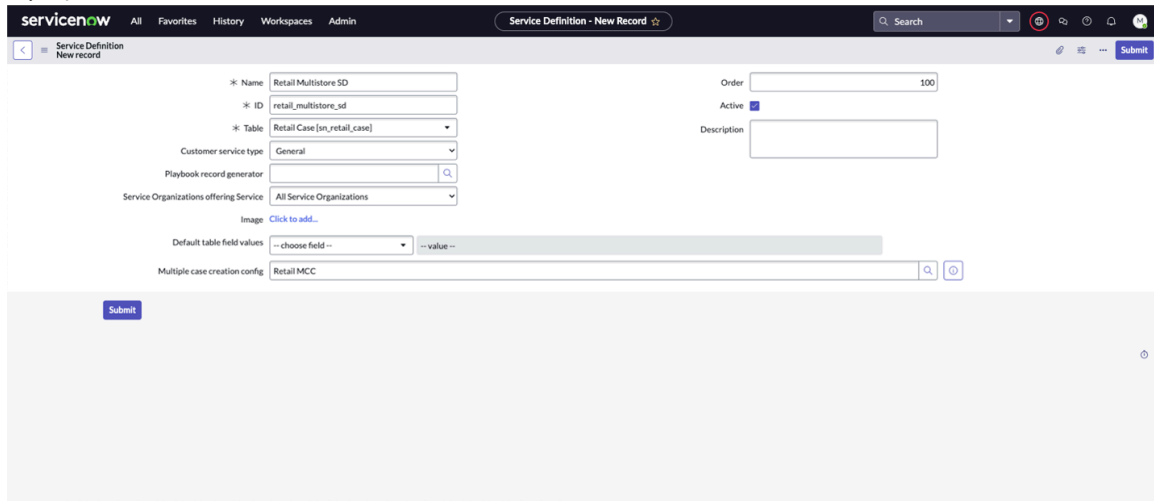 servicenow All Favorites History Workspaces Admin Service Definition - New Record Search M
Service Definition
New record
Submit
Name Retail Multistore SD Order 100
ID retail_multistore_sd Active
Table Retail Case [sn_retail_case] Description
Customer service type General
Playbook record generator
Service Organizations offering Service All Service Organizations
Image Click to add...
Default table field values -- choose field -- -- value --
Multiple case creation config Retail MCC
Submit